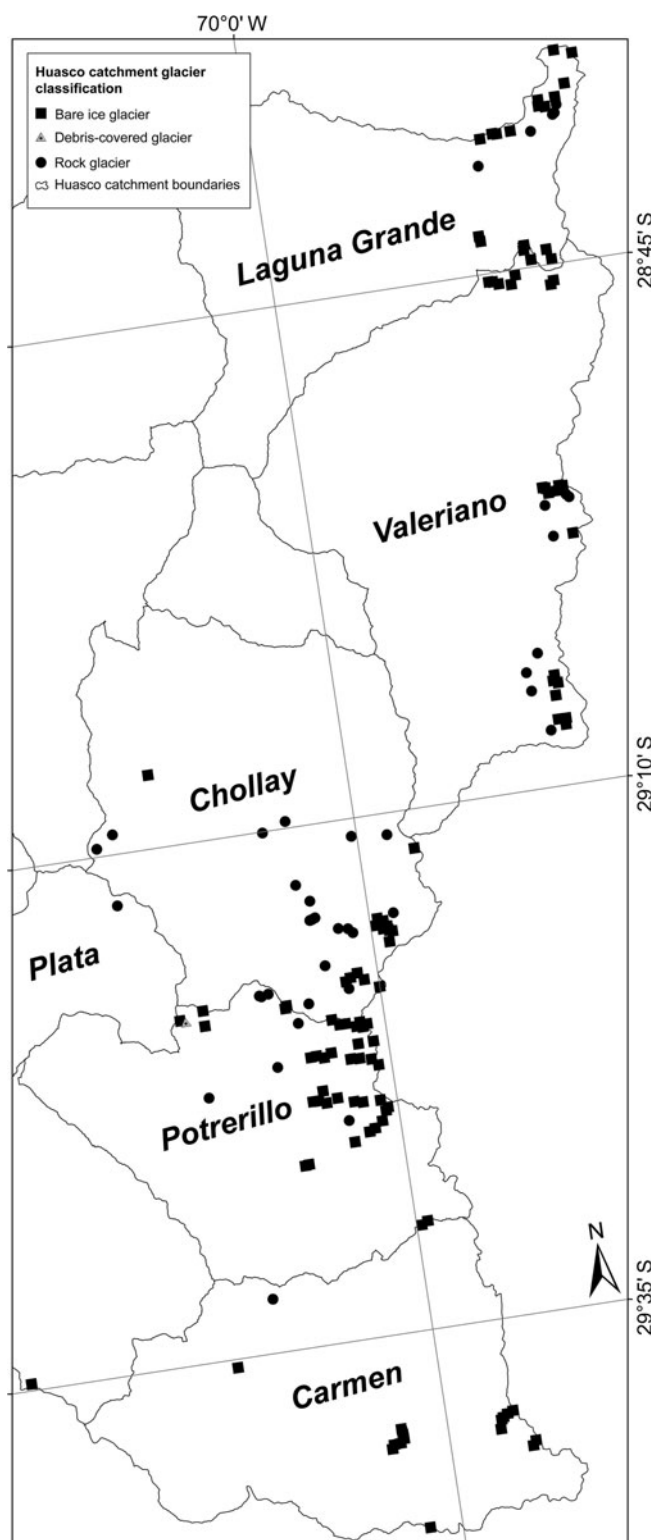 70°0' W
Huasco catchment glacier
classification
Bare ice glacier
Debris-covered glacier
Rock glacier
Huasco catchment boundaries
Laguna Grande
28°45' S
Valeriano
29°10' S
Chollay
Plata
Potrerillo
N
29°35' S
Carmen